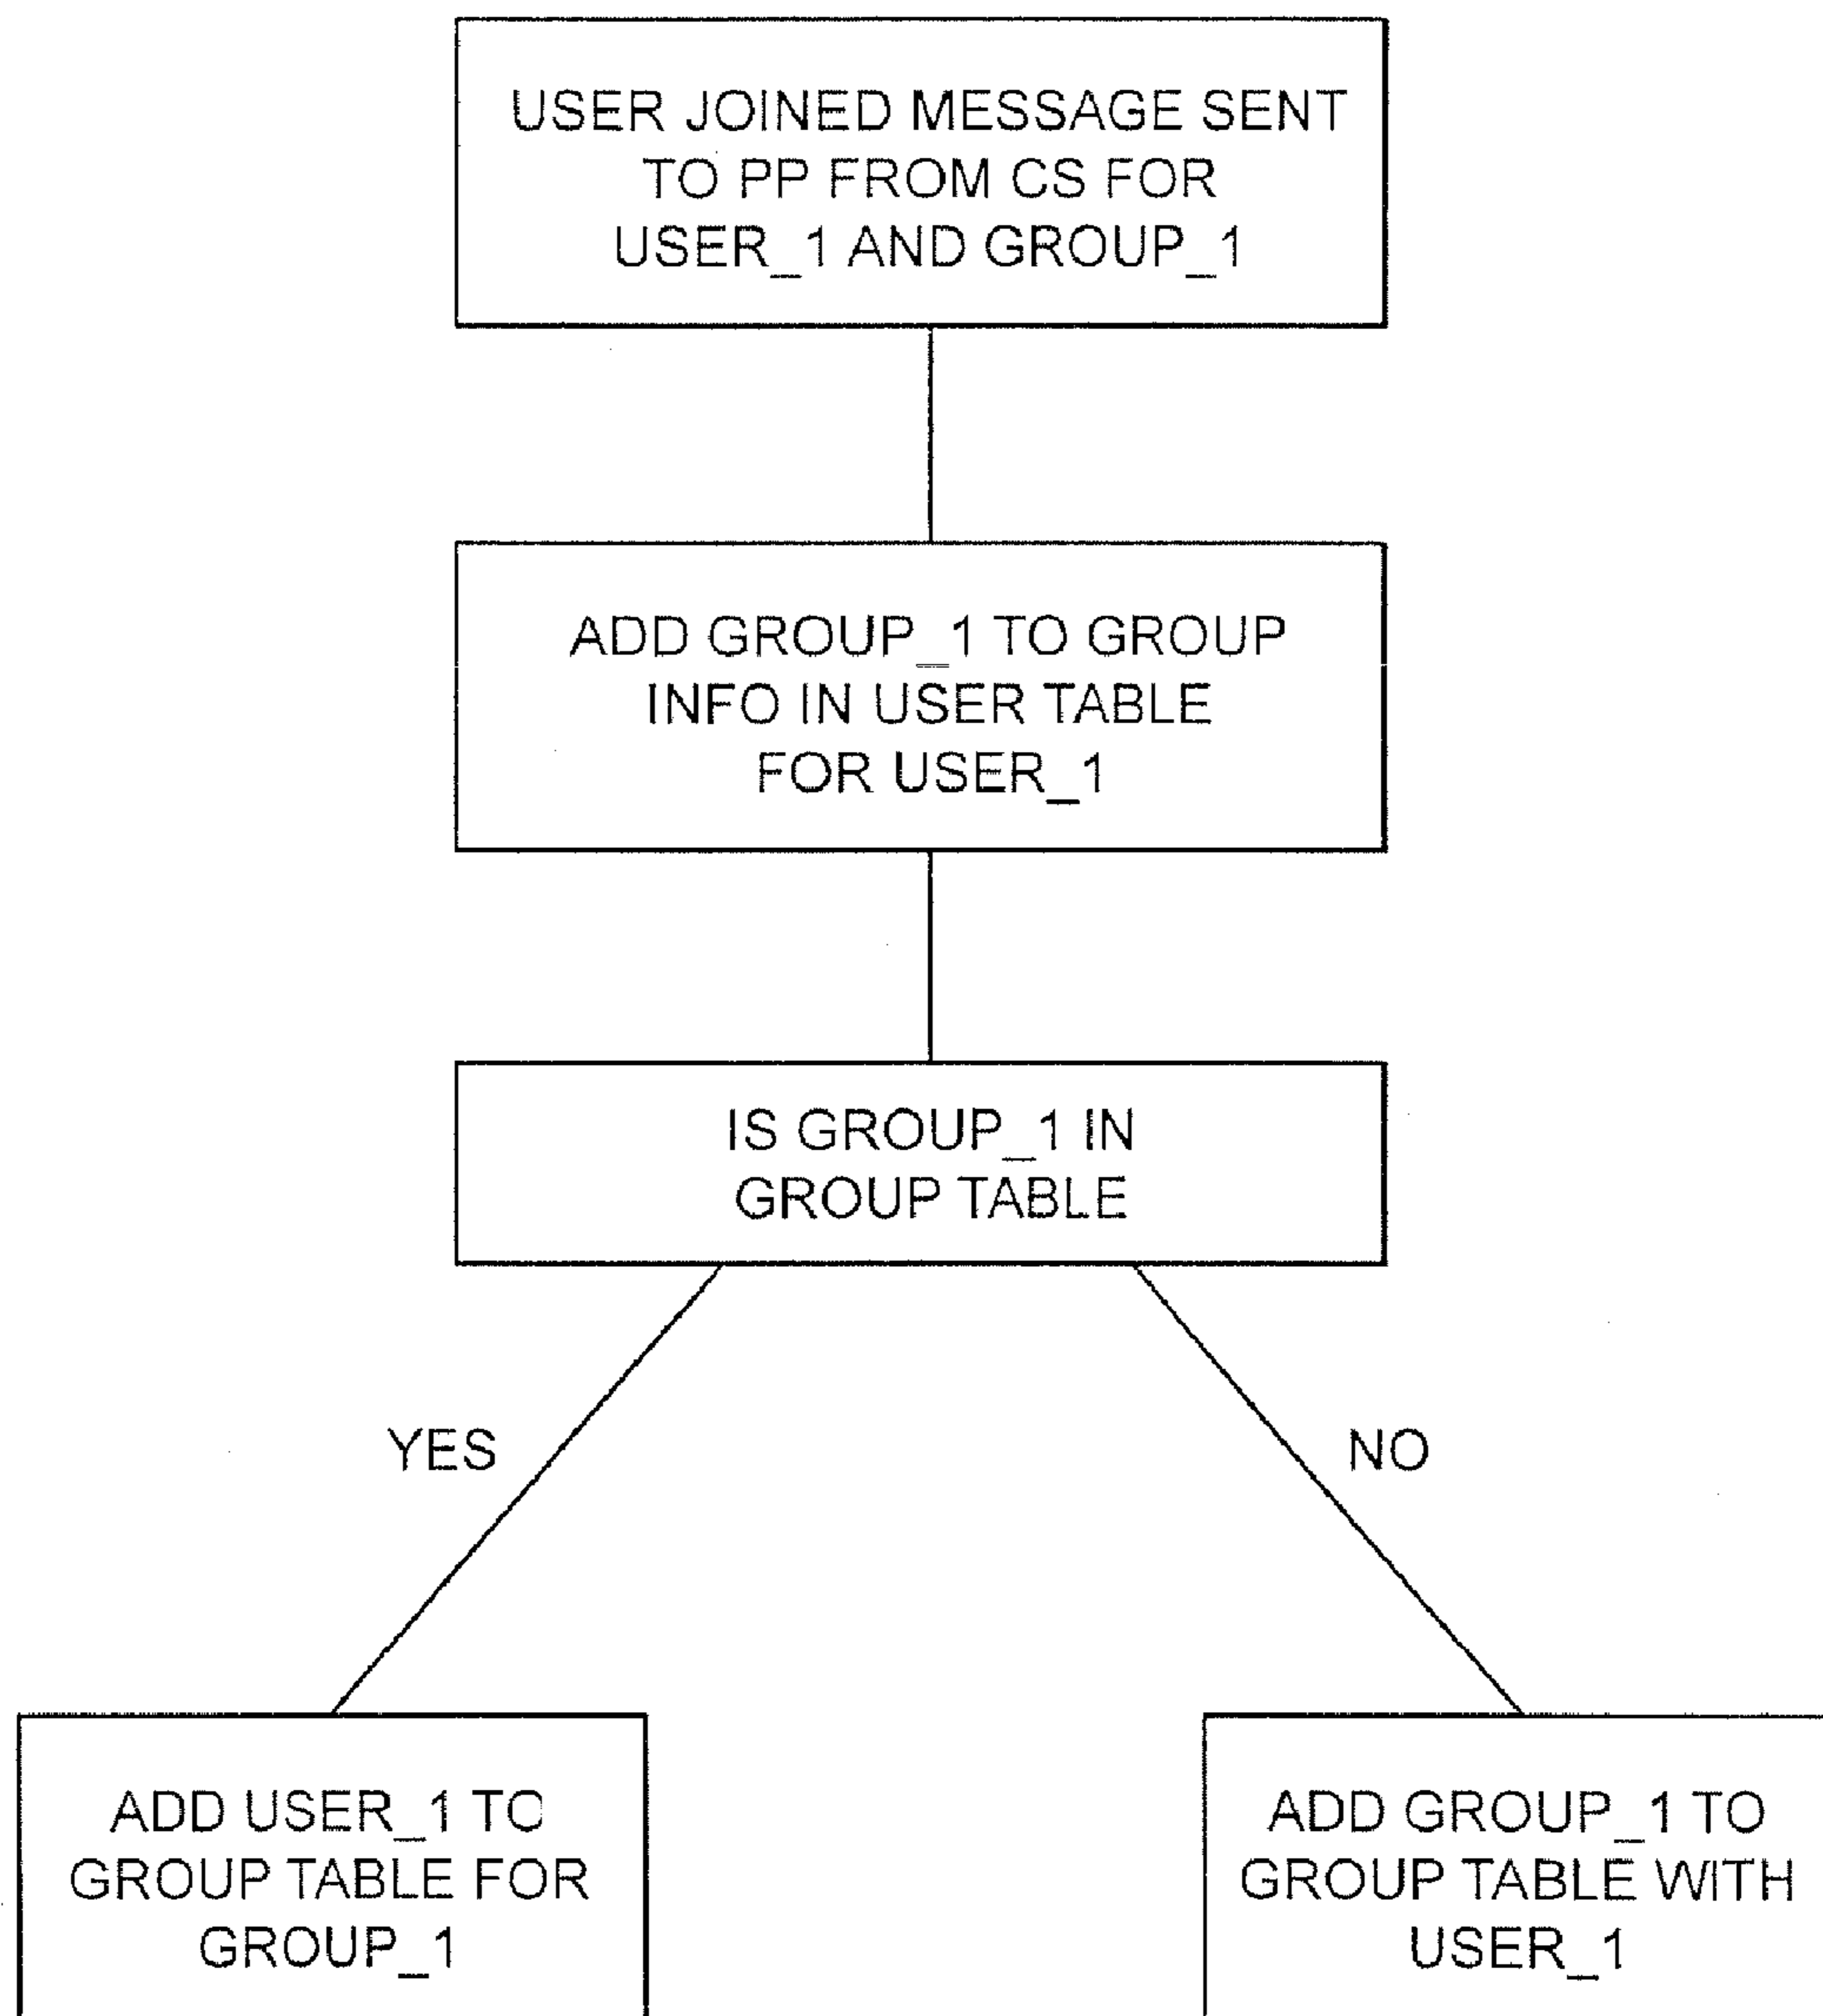 USER JOINED MESSAGE SENT
TO PP FROM CS FOR
USER_1 AND GROUP_1
ADD GROUP_1 TO GROUP
INFO IN USER TABLE
FOR USER_1
IS GROUP_1 IN
GROUP TABLE
YES
NO
ADD USER_1 TO
GROUP TABLE FOR
GROUP_1
ADD GROUP_1 TO
GROUP TABLE WITH
USER_1